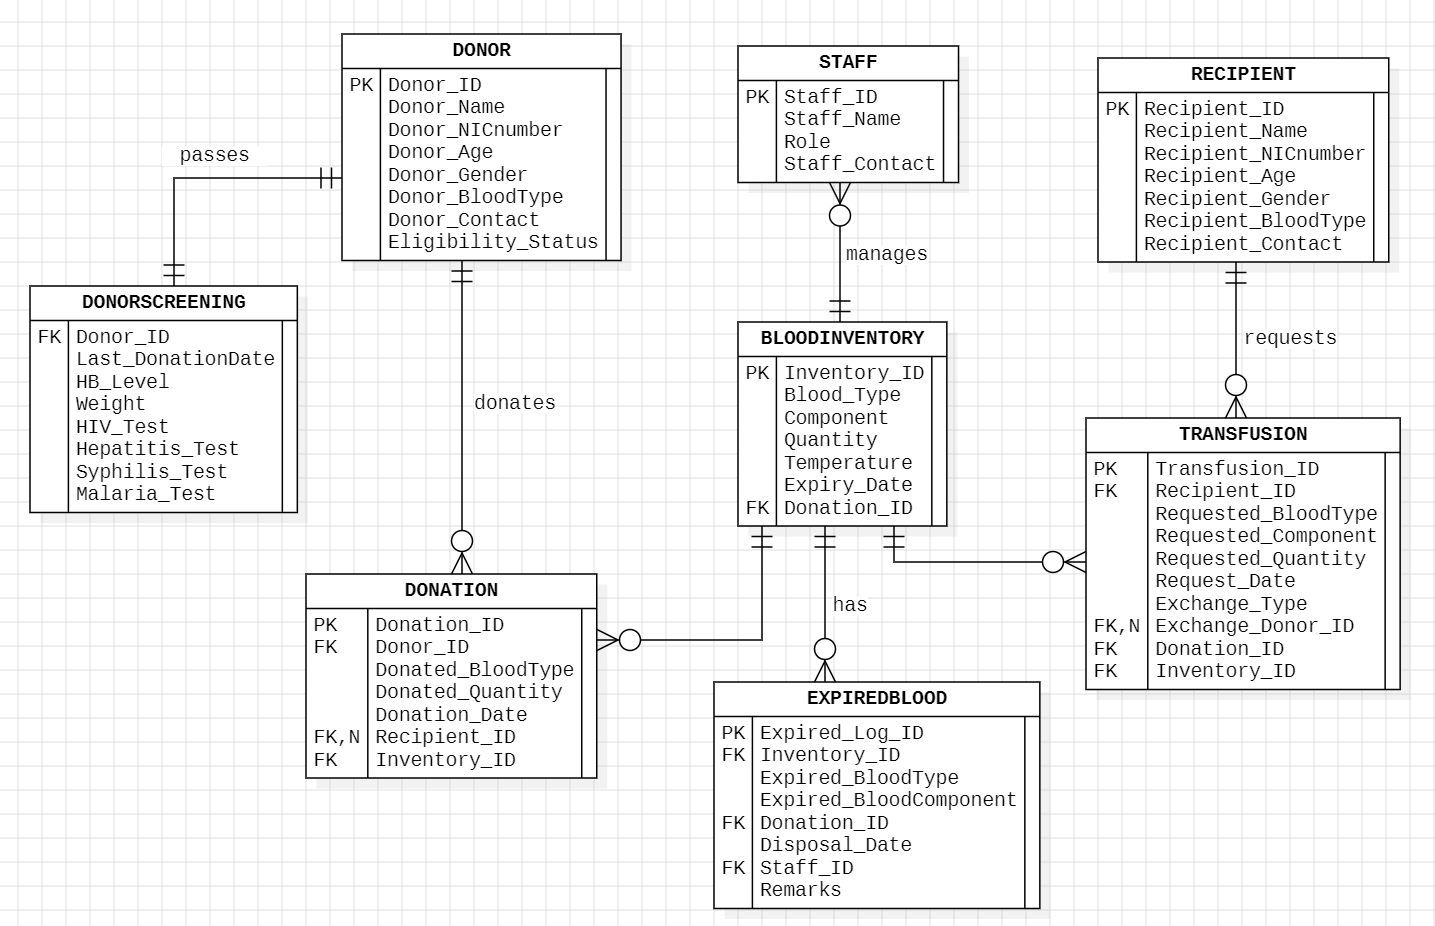 DONOR
PK Donor_ID
Donor_Name
Donor_NICnumber
Donor_Age
Donor_Gender
Donor_BloodType
Donor_Contact
Eligibility_Status
STAFF
PK Staff_ID
Staff_Name
Role
Staff_Contact
RECIPIENT
PK Recipient_ID
Recipient_Name
Recipient_NICnumber
Recipient_Age
Recipient_Gender
Recipient_BloodType
Recipient_Contact
passes
manages
requests
donates
DONORSCREENING
FK Donor_ID
Last_DonationDate
HB_Level
Weight
HIV_Test
Hepatitis_Test
Syphilis_Test
Malaria_Test
BLOODINVENTORY
PK Inventory_ID
Blood_Type
Component
Quantity
Temperature
Expiry_Date
FK Donation_ID
TRANSFUSION
PK Transfusion_ID
FK Recipient_ID
Requested_BloodType
Requested_Component
Requested_Quantity
Request_Date
Exchange_Type
FK,N Exchange_Donor_ID
FK Donation_ID
FK Inventory_ID
DONATION
PK Donation_ID
FK Donor_ID
Donated_BloodType
Donated_Quantity
Donation_Date
FK,N Recipient_ID
FK Inventory_ID
has
EXPIREDBLOOD
PK Expired_Log_ID
FK Inventory_ID
Expired_BloodType
Expired_BloodComponent
FK Donation_ID
Disposal_Date
FK Staff_ID
Remarks